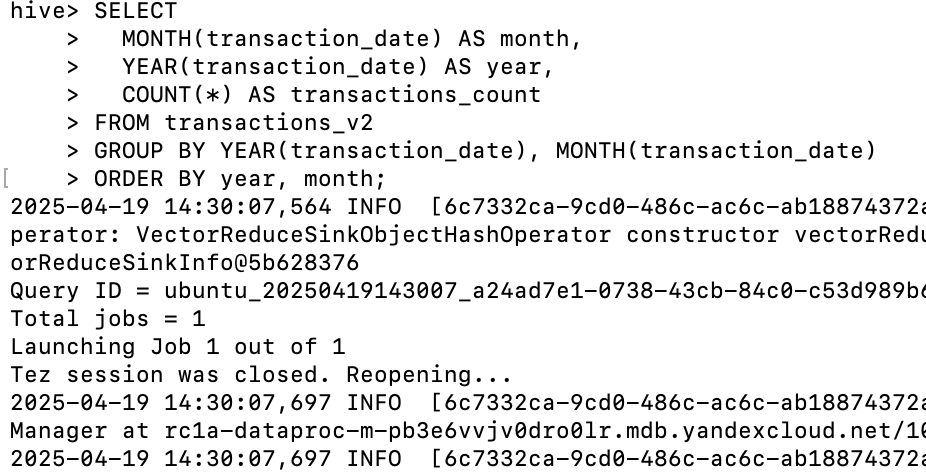 hive> SELECT
    >   MONTH(transaction_date) AS month,
    >   YEAR(transaction_date) AS year,
    >   COUNT(*) AS transactions_count
    > FROM transactions_v2
    > GROUP BY YEAR(transaction_date), MONTH(transaction_date)
[    > ORDER BY year, month;
2025-04-19 14:30:07,564 INFO  [6c7332ca-9cd0-486c-ac6c-ab18874372a
perator: VectorReduceSinkObjectHashOperator constructor vectorRedu
orReduceSinkInfo@5b628376
Query ID = ubuntu_20250419143007_a24ad7e1-0738-43cb-84c0-c53d989b6
Total jobs = 1
Launching Job 1 out of 1
Tez session was closed. Reopening...
2025-04-19 14:30:07,697 INFO  [6c7332ca-9cd0-486c-ac6c-ab18874372a
Manager at rc1a-dataproc-m-pb3e6vvjv0dro0lr.mdb.yandexcloud.net/10
2025-04-19 14:30:07,697 INFO  [6c7332ca-9cd0-486c-ac6c-ab18874372a